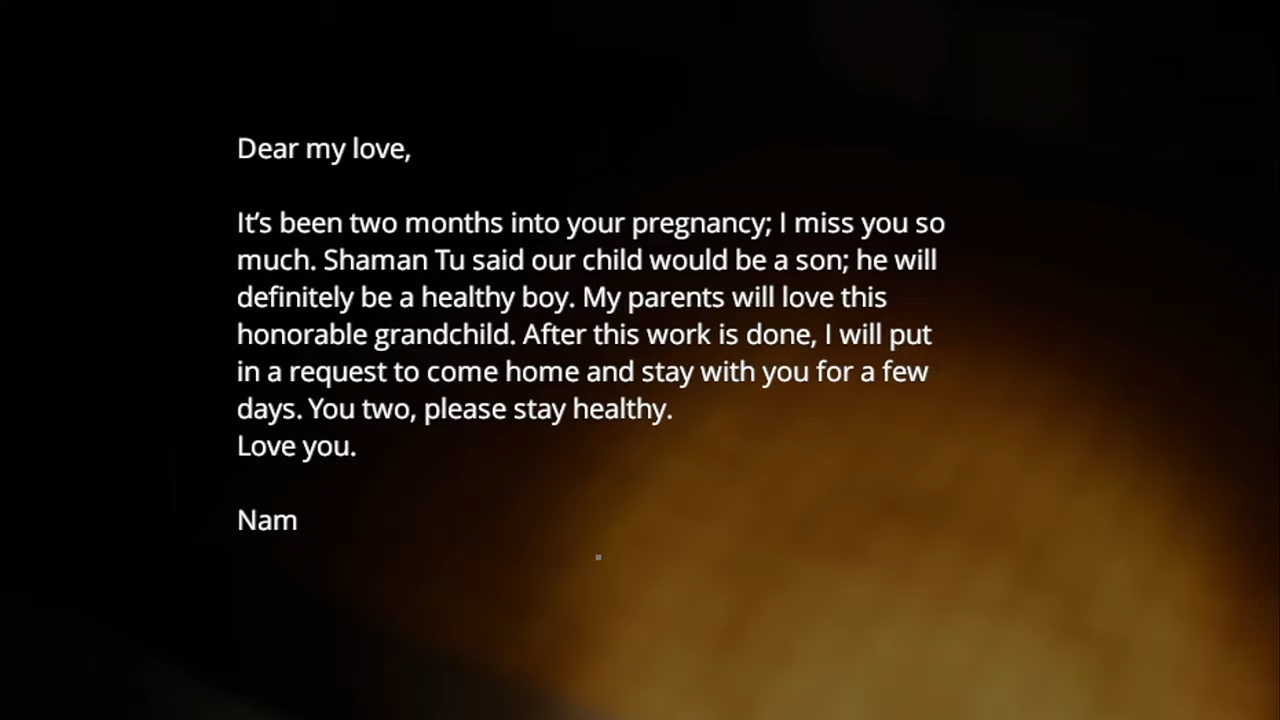 Dear my love,
It’s been two months into your pregnancy; I miss you so
much. Shaman Tu said our child would be a son; he will
definitely be a healthy boy. My parents will love this
honorable grandchild. After this work is done, I will put
in a request to come home and stay with you for a few
days. You two, please stay healthy.
Love you.
Nam